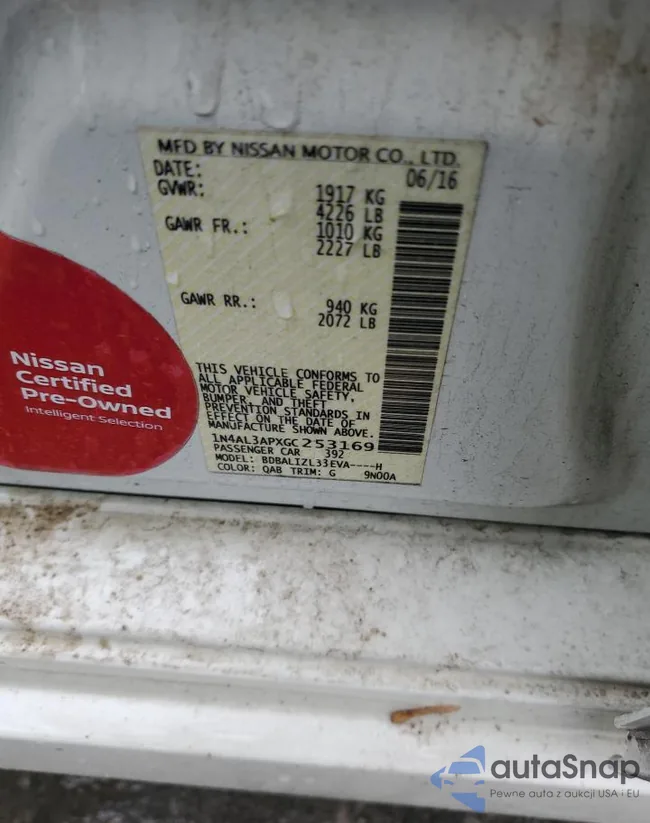 MFD BY NISSAN MOTOR CO., LTD.
DATE: 06/16
GVWR: 1917 KG
4226 LB
GAWR FR.: 1010 KG
2227 LB
GAWR RR.: 940 KG
2072 LB
THIS VEHICLE CONFORMS TO
ALL APPLICABLE FEDERAL
MOTOR VEHICLE SAFETY,
BUMPER, AND THEFT
PREVENTION STANDARDS IN
EFFECT ON THE DATE OF
MANUFACTURE SHOWN ABOVE.
1N4AL3APXGC253169
PASSENGER CAR 392
MODEL: BDBALIZL33EVA----H
COLOR: QAB TRIM: G 9N00A
Nissan
Certified
Pre-Owned
Intelligent Selection
autaSnap
Pewne auta z aukcji USA i EU